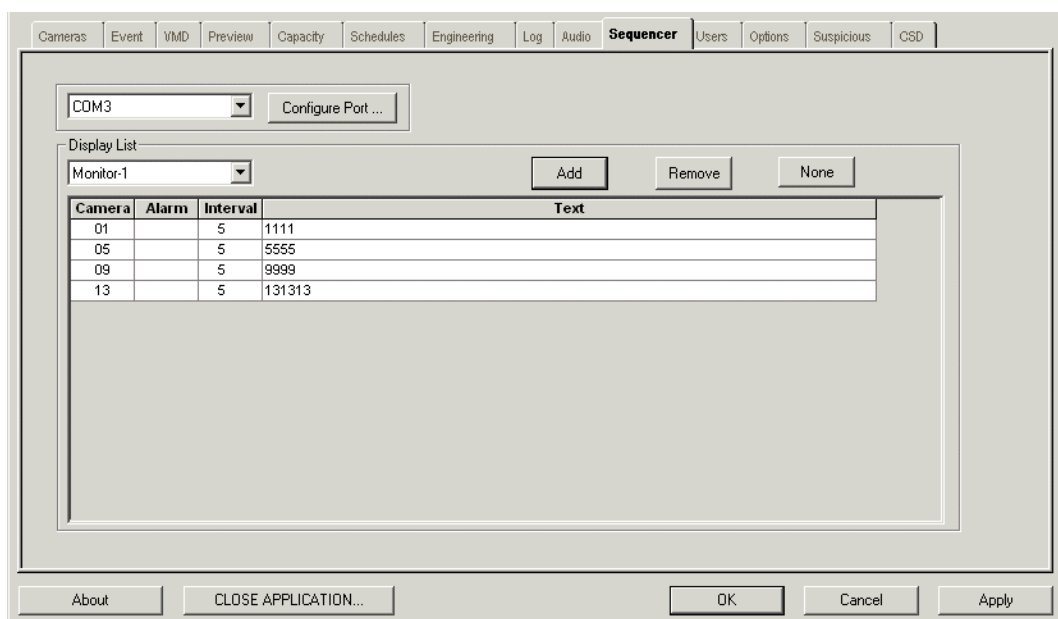 Cameras Event VMD Preview Capacity Schedules Engineering Log Audio Sequencer Users Options Suspicious CSD
COM3 Configure Port ...
Display List
Monitor-1 Add Remove None
Camera Alarm Interval Text
01 5 1111
05 5 5555
09 5 9999
13 5 131313
About CLOSE APPLICATION... OK Cancel Apply